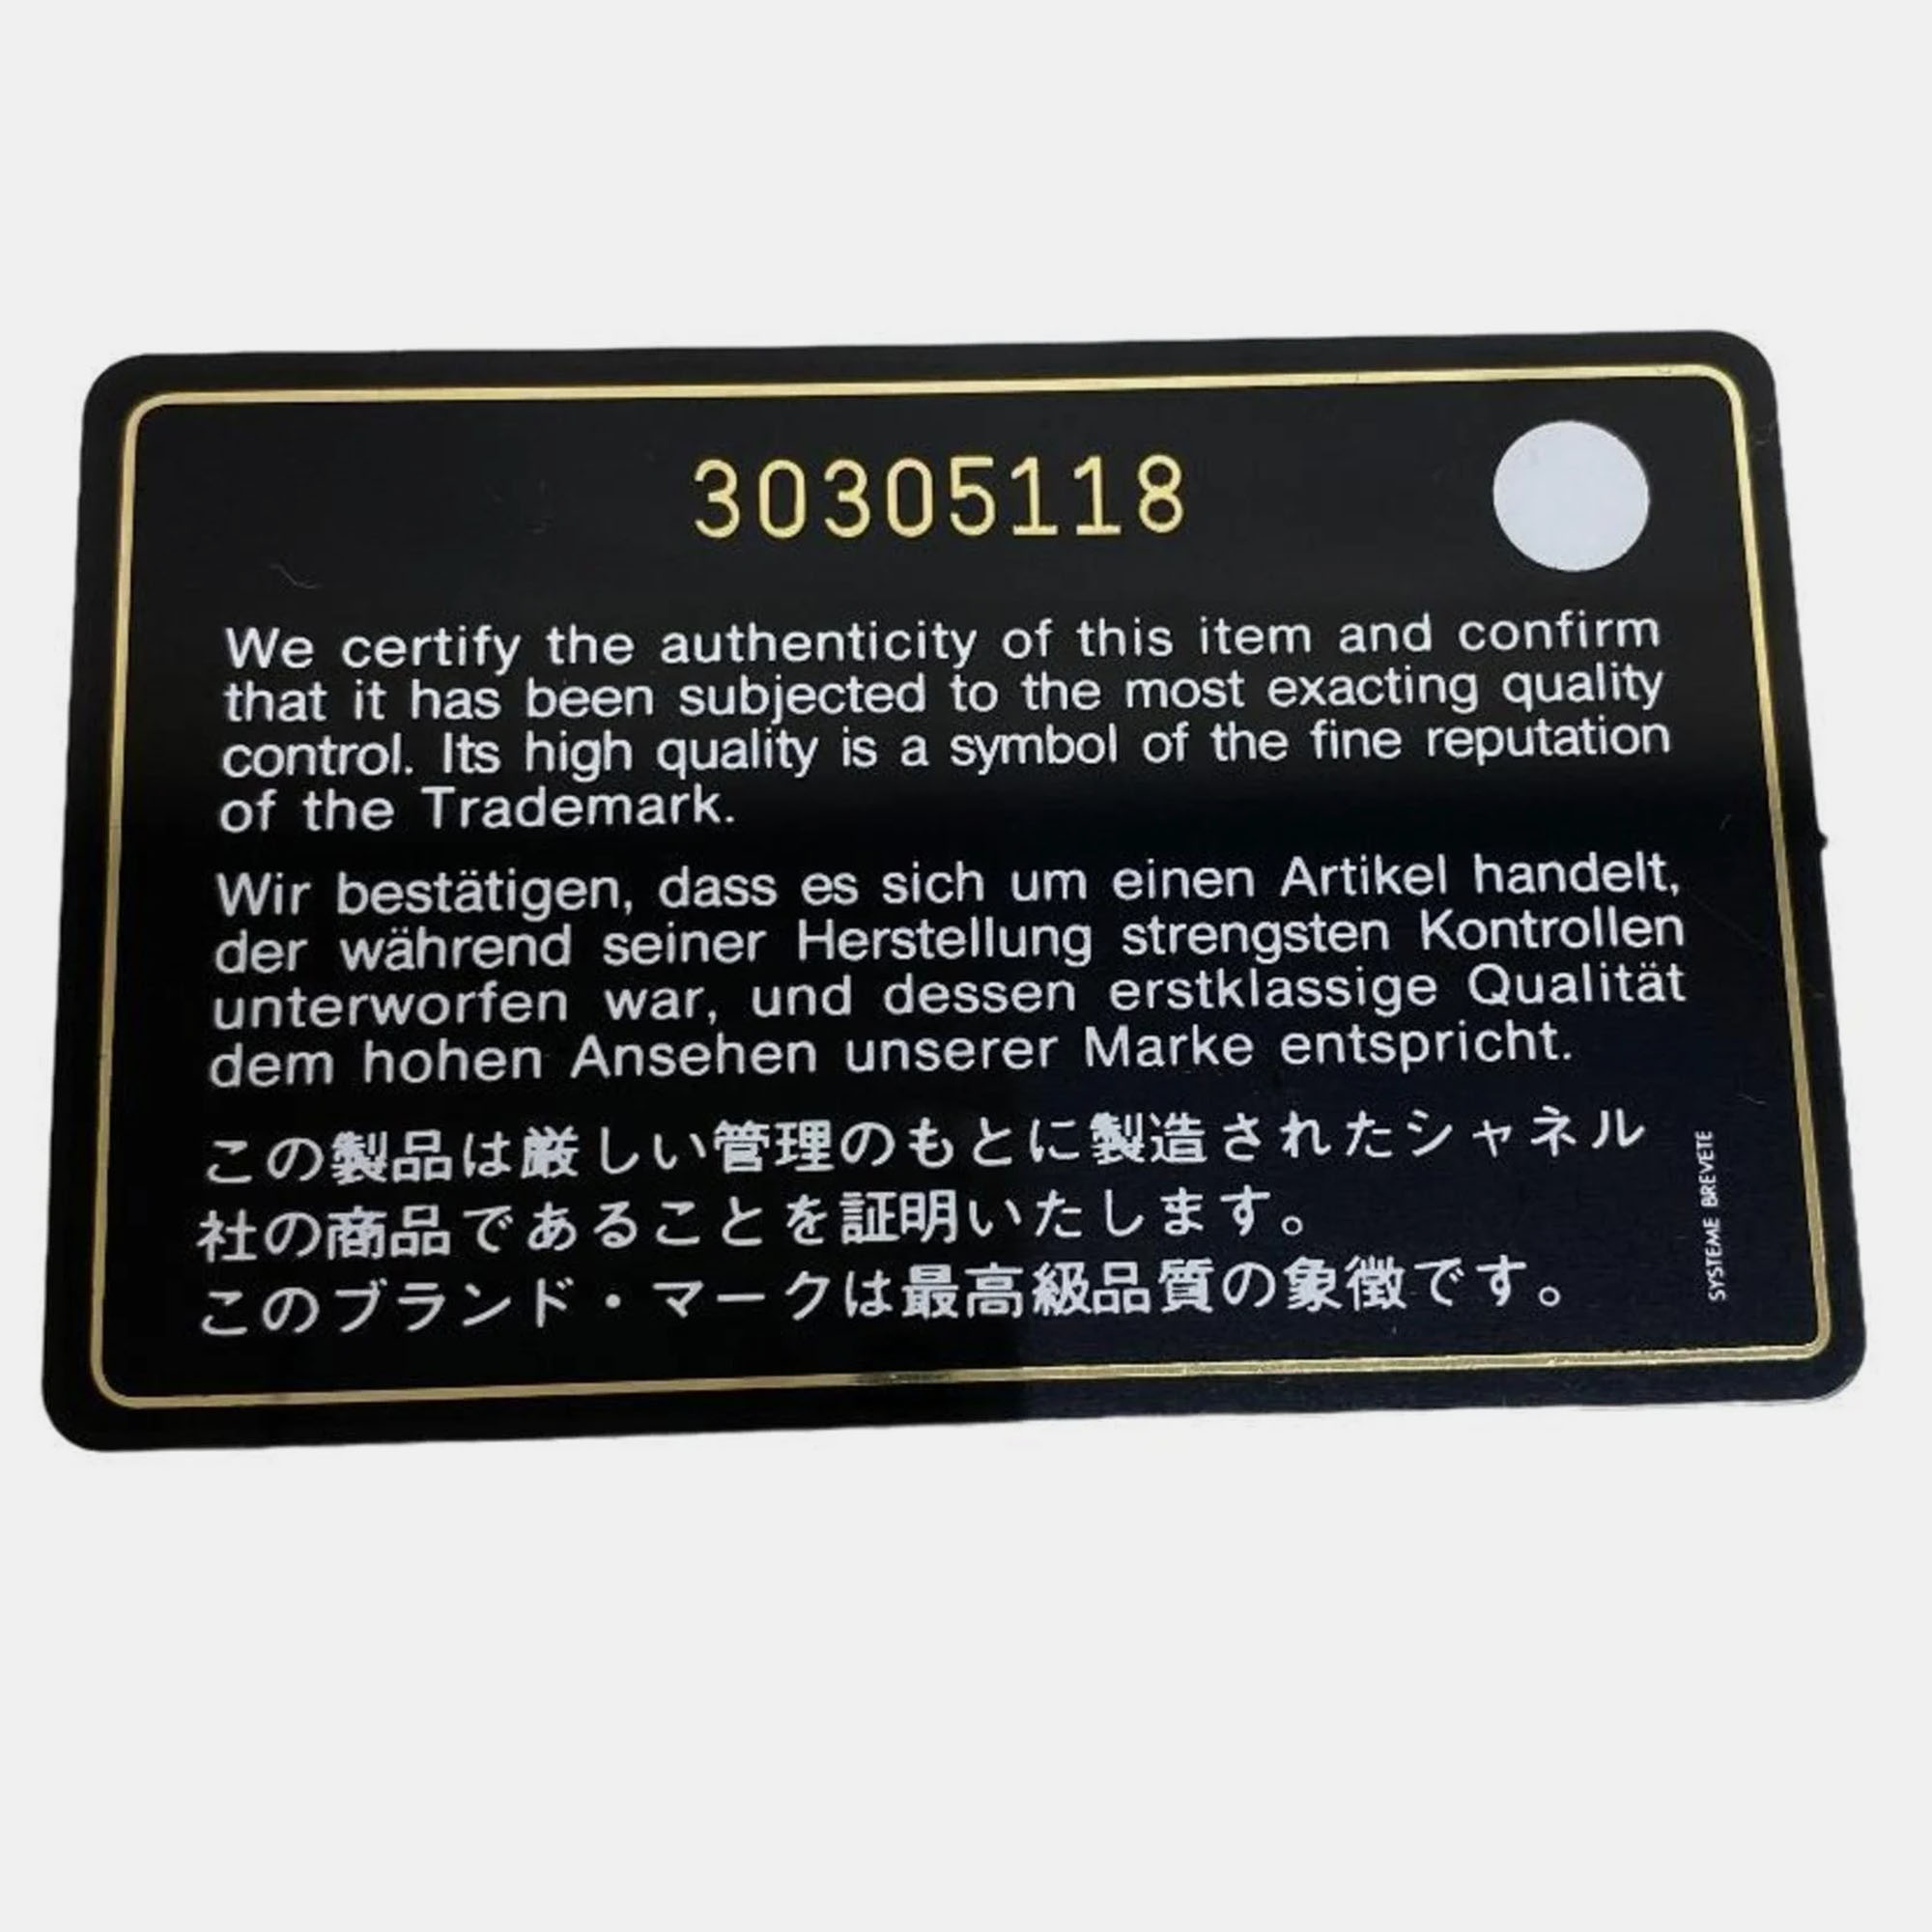 30305118
We certify the authenticity of this item and confirm
that it has been subjected to the most exacting quality
control. Its high quality is a symbol of the fine reputation
of the Trademark.
Wir bestätigen, dass es sich um einen Artikel handelt,
der während seiner Herstellung strengsten Kontrollen
unterworfen war, und dessen erstklassige Qualität
dem hohen Ansehen unserer Marke entspricht.
この製品は厳しい管理のもとに製造されたシャネル
社の商品であることを証明いたします。
このブランド・マークは最高級品質の象徴です。
SYSTEME BREVETE